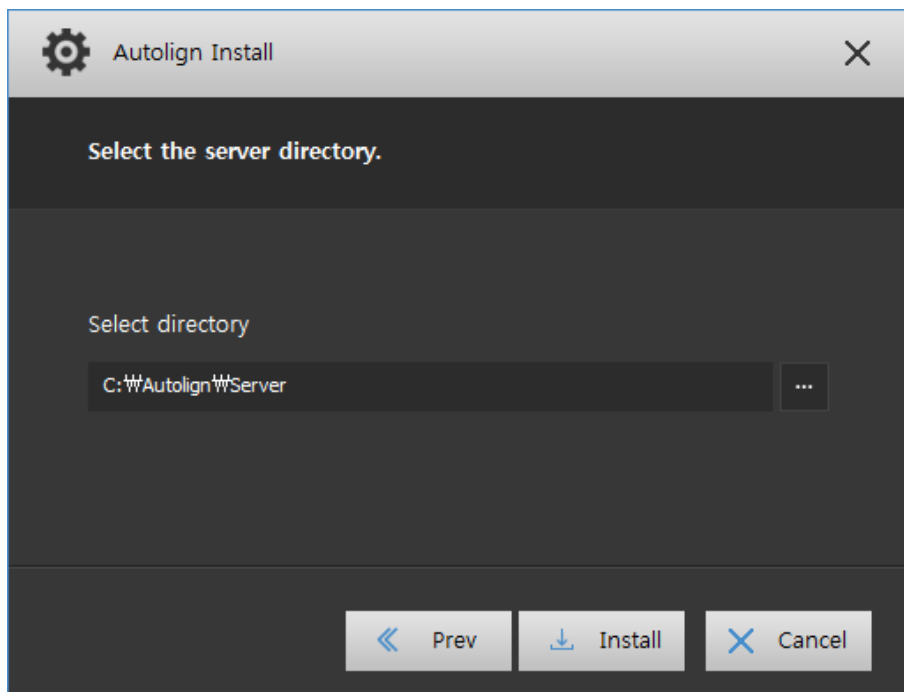 Autolign Install
Select the server directory.
Select directory
C:₩Autolign₩Server
...
Prev
Install
Cancel